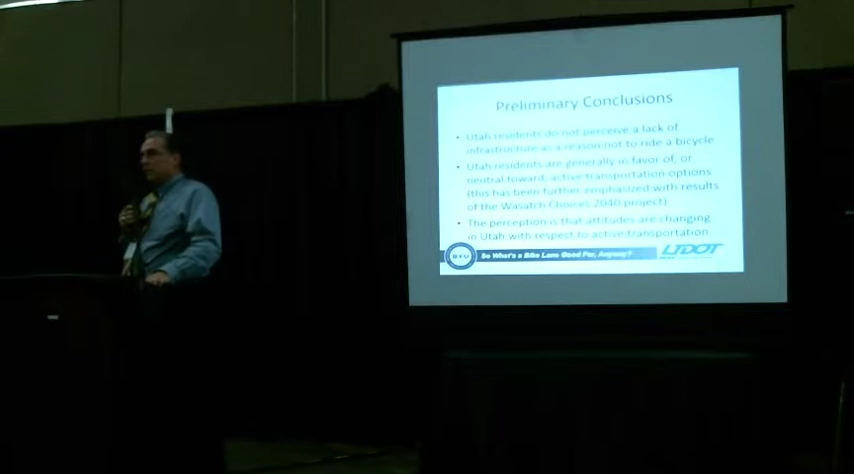 Preliminary Conclusions
• Utah residents do not perceive a lack of
infrastructure as a reason not to ride a bicycle
• Utah residents are generally in favor of, or
neutral toward, active transportation options
(this has been further emphasized with results
of the Wasatch Choices 2040 project)
• The perception is that attitudes are changing
in Utah with respect to active transportation
BYU
So What's a Bike Lane Good For, Anyway?
UDOT